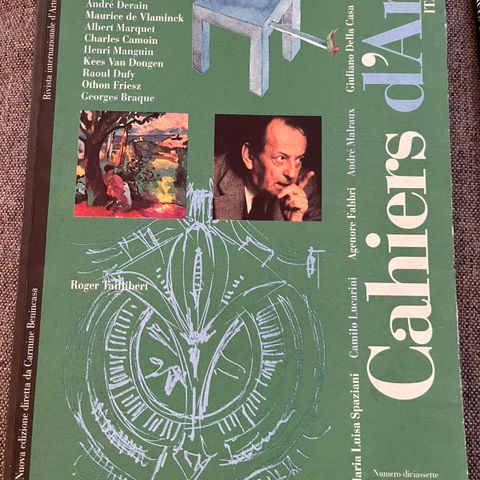 Rivista internazionale d'Arte
Nuova edizione diretta da Carmine Benincasa
André Derain
Maurice de Vlaminck
Albert Marquet
Charles Camoin
Henri Manguin
Kees Van Dongen
Raoul Dufy
Othon Friesz
Georges Braque
Roger Taillibert
Maria Luisa Spaziani Camilo Lucarini Agenore Fabbri André Malraux Giuliano Della Casa
Cahiers d'Art
Numero diciassette